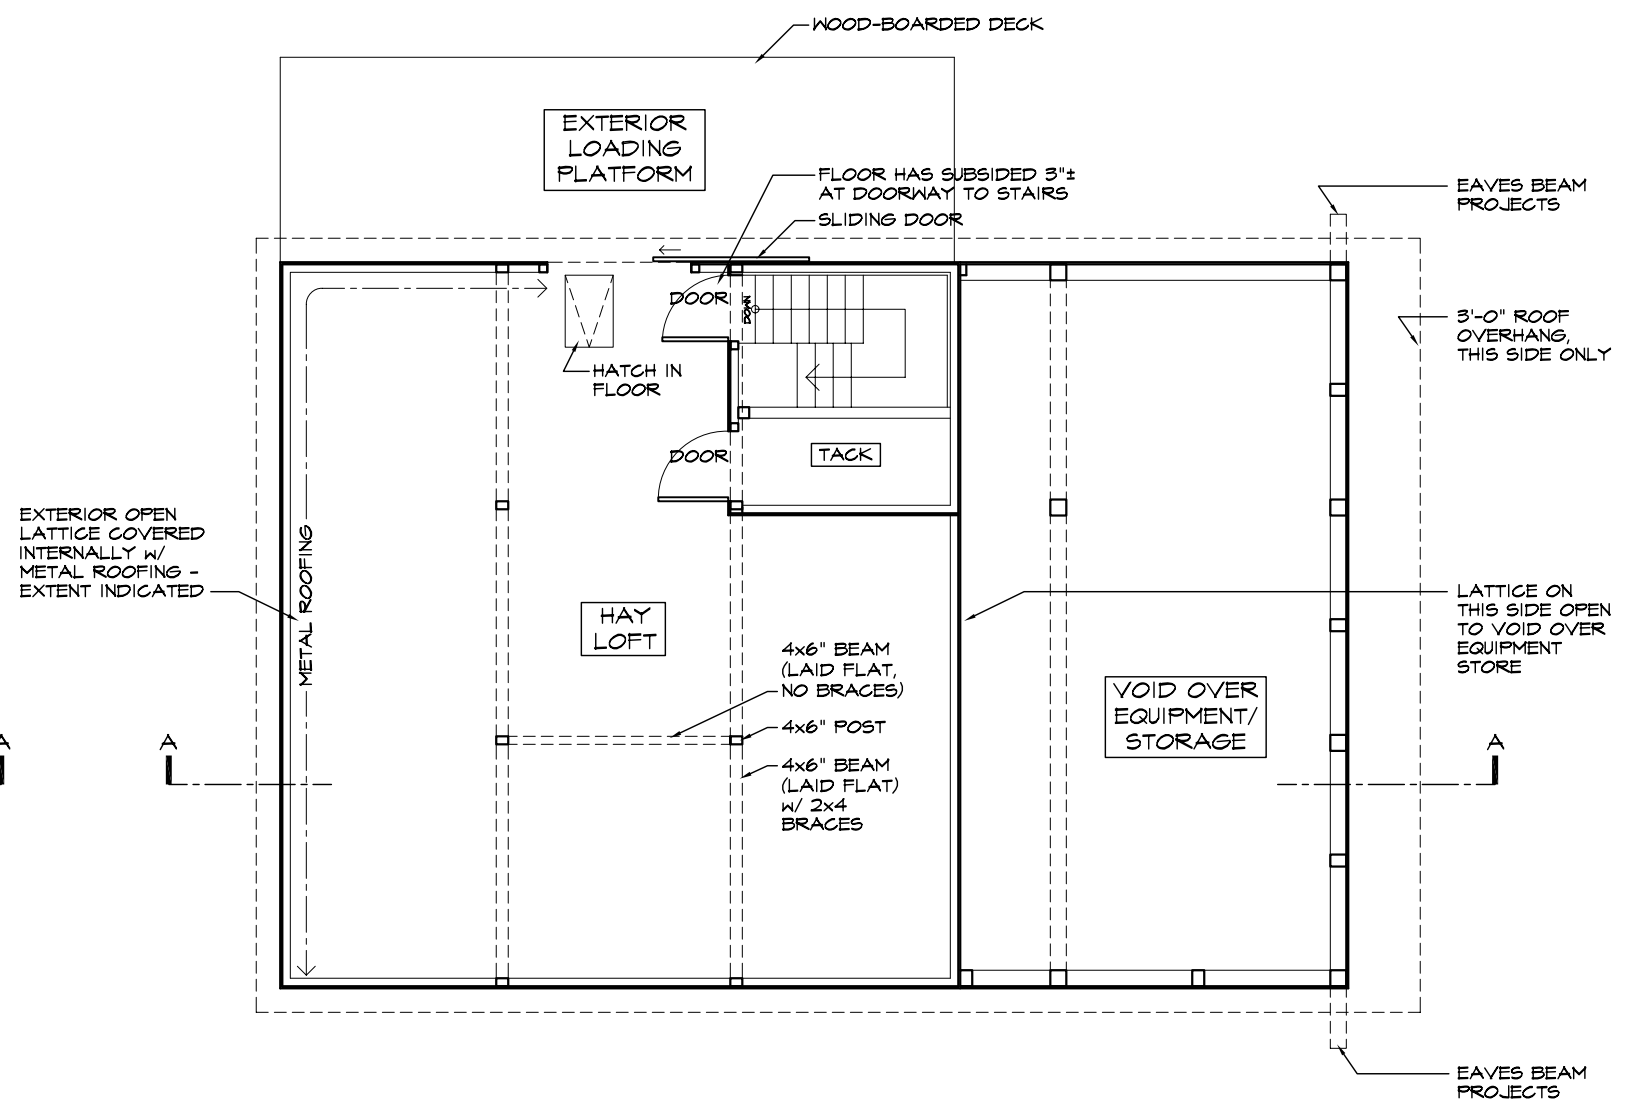 WOOD-BOARDED DECK
EXTERIOR
LOADING
PLATFORM
FLOOR HAS SUBSIDED 3"±
AT DOORWAY TO STAIRS
SLIDING DOOR
EAVES BEAM
PROJECTS
DOOR
DOWN
3'-0" ROOF
OVERHANG,
THIS SIDE ONLY
HATCH IN
FLOOR
DOOR
TACK
EXTERIOR OPEN
LATTICE COVERED
INTERNALLY w/
METAL ROOFING -
EXTENT INDICATED
METAL ROOFING
HAY
LOFT
LATTICE ON
THIS SIDE OPEN
TO VOID OVER
EQUIPMENT
STORE
4x6" BEAM
(LAID FLAT,
NO BRACES)
VOID OVER
EQUIPMENT/
STORAGE
4x6" POST
A
A
A
4x6" BEAM
(LAID FLAT)
w/ 2x4
BRACES
EAVES BEAM
PROJECTS